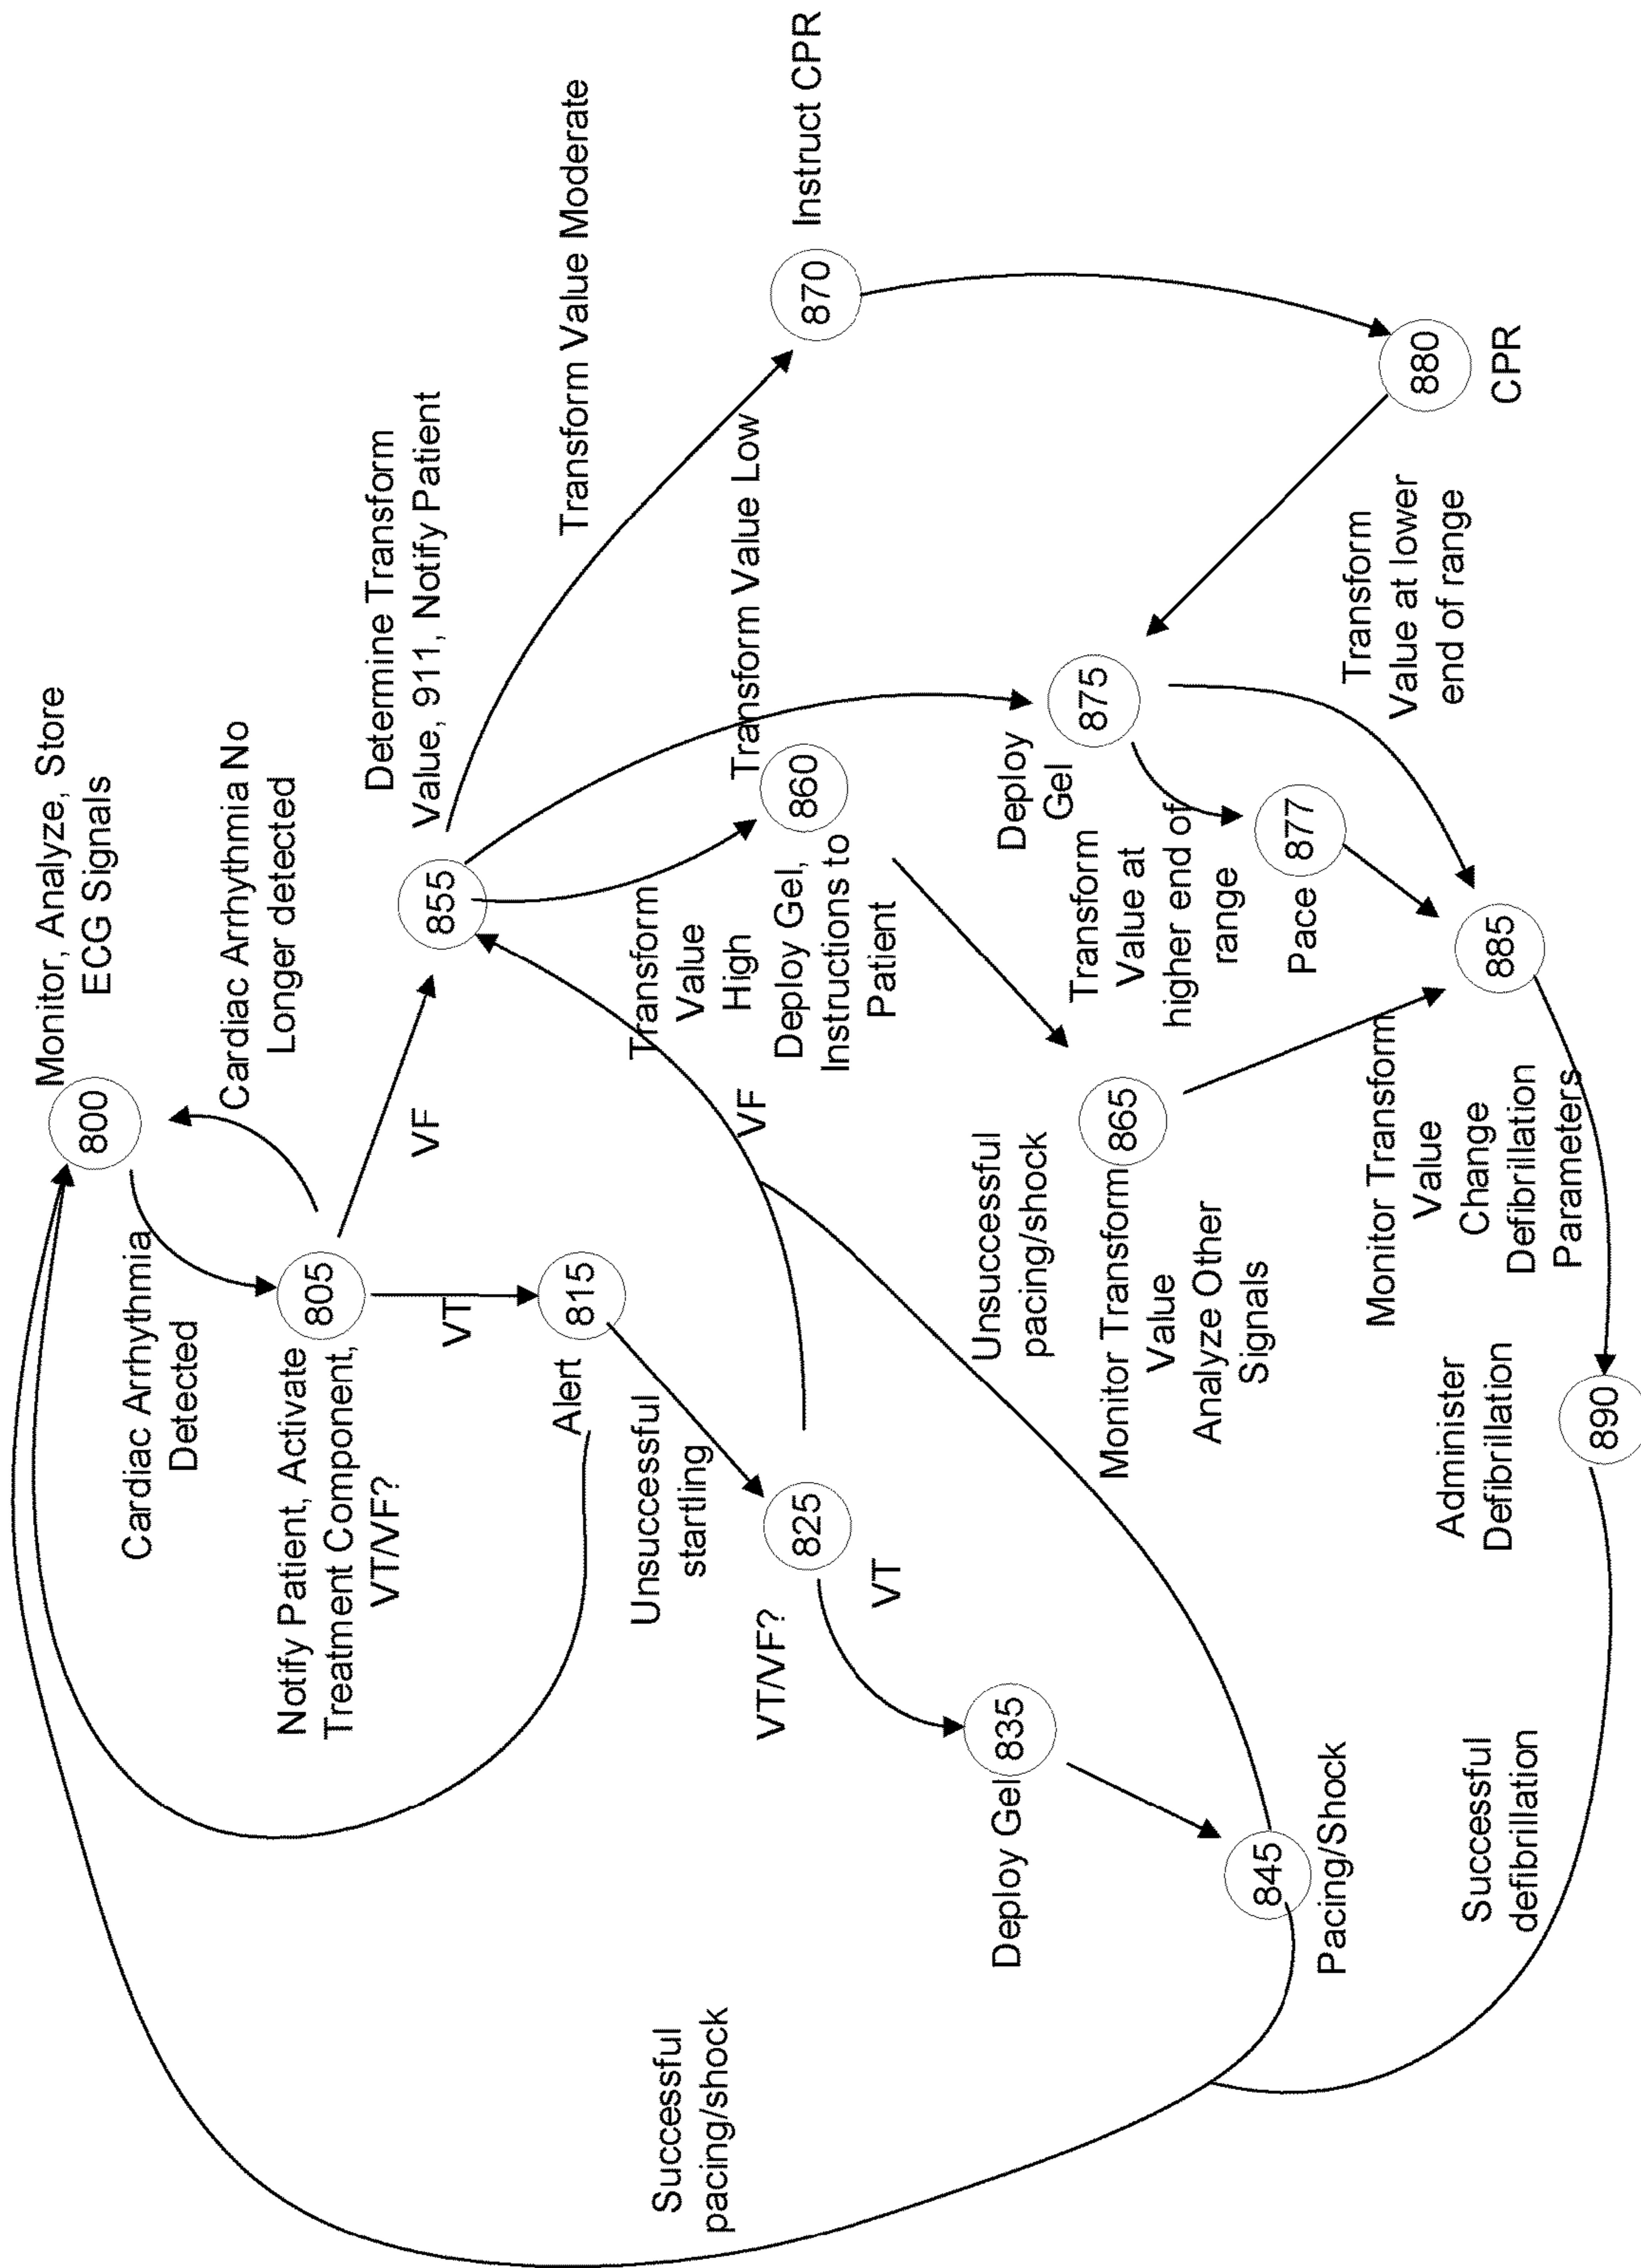 Monitor, Analyze, Store
ECG Signals
800
Cardiac Arrhythmia
Detected
Cardiac Arrhythmia No
Longer detected
Notify Patient, Activate
Treatment Component,
VT/VF?
805
VF
VT
Determine Transform
Value, 911, Notify Patient
855
Alert
815
Transform Value Moderate
Successful
pacing/shock
Unsuccessful
startling
Transform
Value
High
VF
Transform Value Low
VT/VF?
825
VT
Deploy Gel,
Instructions to
Patient
860
870
Instruct CPR
Deploy Gel
835
Unsuccessful
pacing/shock
Deploy
Gel
875
Monitor Transform
Value
Analyze Other
Signals
865
Transform
Value at
higher end of
range
845
Pacing/Shock
Pace
877
Transform
Value at lower
end of range
880
CPR
Monitor Transform
Value
Change
Defibrillation
Parameters
885
Successful
defibrillation
Administer
Defibrillation
890